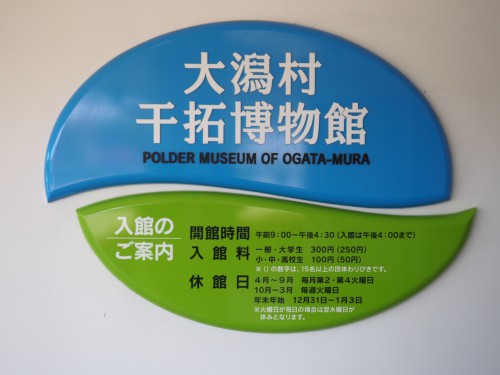 大潟村
干拓博物館
POLDER MUSEUM OF OGATA-MURA
入館の
ご案内
開館時間 午前9:00~午後4:30(入館は午後4:00まで)
入館料 一般・大学生 300円(250円)
小・中・高校生 100円(50円)
※()の数字は、15名以上の団体わりびきです。
休館日 4月~9月 毎月第2・第4火曜日
10月~3月 毎週火曜日
年末年始 12月31日~1月3日
※火曜日が祝日の場合は翌水曜日が
休みとなります。